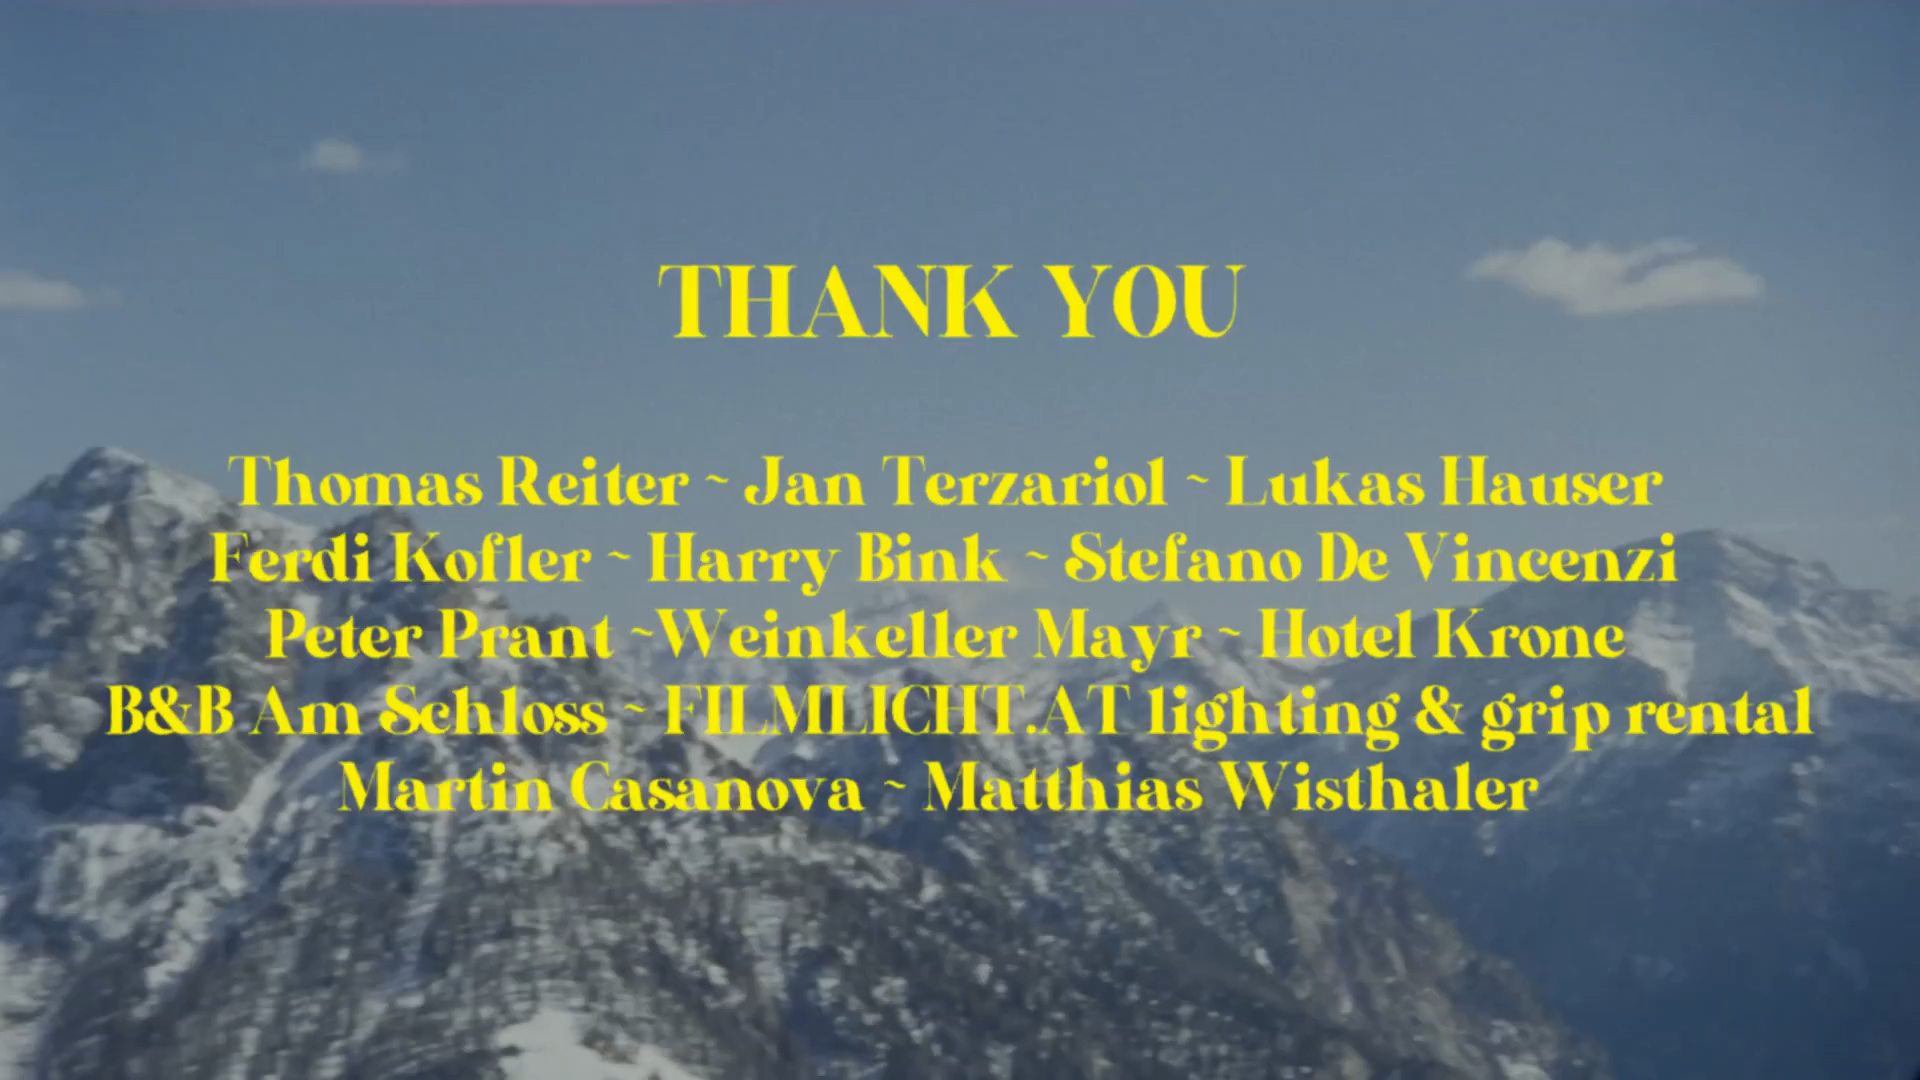 THANK YOU
Thomas Reiter ~ Jan Terzariol ~ Lukas Hauser
Ferdi Kofler ~ Harry Bink ~ Stefano De Vincenzi
Peter Prant ~Weinkeller Mayr ~ Hotel Krone
B&B Am Schloss ~ FILMLICHT.AT lighting & grip rental
Martin Casanova ~ Matthias Wisthaler